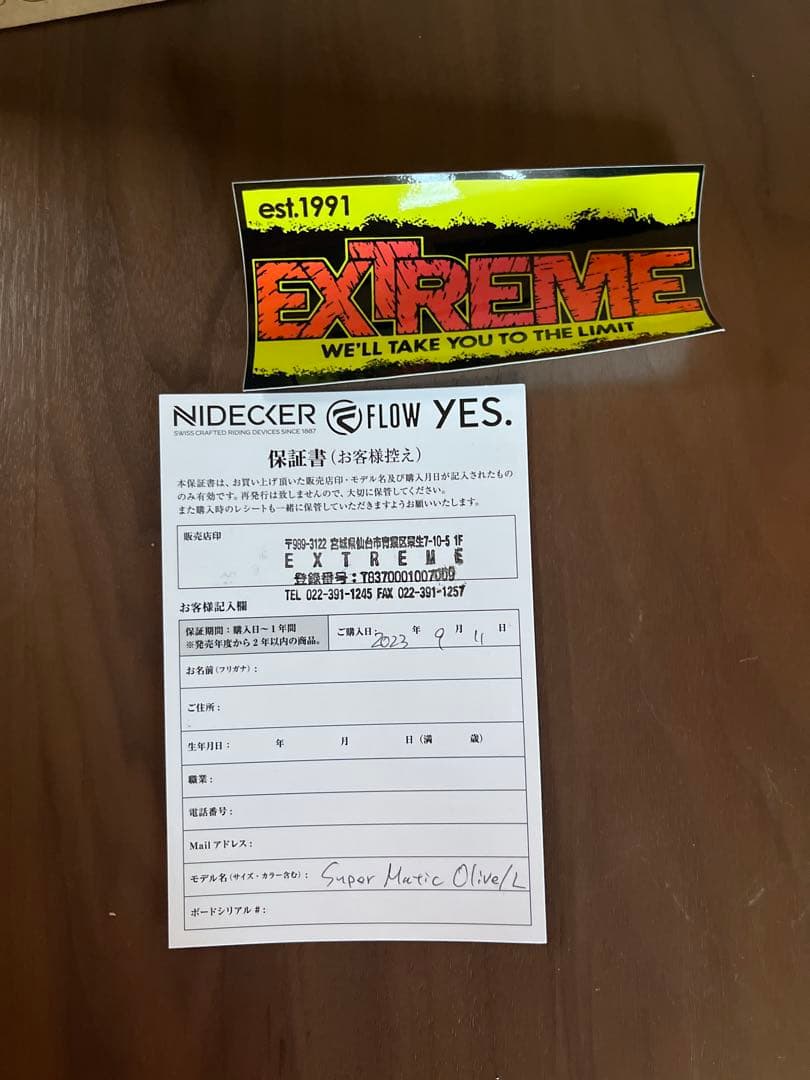 est.1991
EXTREME
WE'LL TAKE YOU TO THE LIMIT
NIDECKER FLOW YES.
SWISS CRAFTED RIDING DEVICES SINCE 1887
保証書(お客様控え)
本保証書は、お買い上げ頂いた販売店印・モデル名及び購入月日が記入されたもの
のみ有効です。再発行は致しませんので、大切に保管してください。
また購入時のレシートも一緒に保管していただきますようお願いいたします。
販売店印
〒989-3122 宮城県仙台市青葉区栗生7-10-5 1F
EXTREME
登録番号:T8370001007009
TEL 022-391-1245 FAX 022-391-1257
お客様記入欄
保証期間:購入日〜1年間
※発売年度から2年以内の商品。
ご購入日: 2023 年 9 月 11 日
お名前(フリガナ):
ご住所:
生年月日: 年 月 日(満 歳)
職業:
電話番号:
Mailアドレス:
モデル名(サイズ・カラー含む): Super Matic Olive/L
ボードシリアル#: